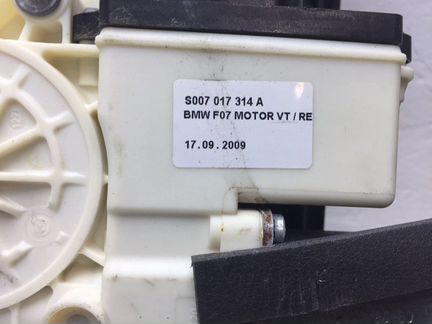 S007 017 314 A
BMW F07 MOTOR VT / RE
17.09.2009